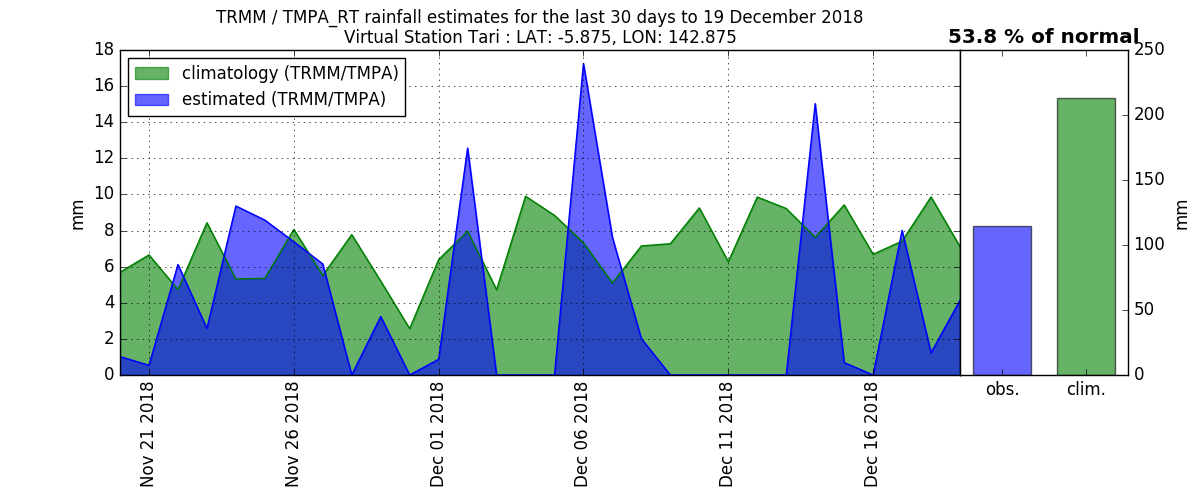 TRMM / TMPA_RT rainfall estimates for the last 30 days to 19 December 2018
Virtual Station Tari : LAT: -5.875, LON: 142.875
53.8 % of normal
climatology (TRMM/TMPA)
estimated (TRMM/TMPA)
mm
18
16
14
12
10
8
6
4
2
0
Nov 21 2018
Nov 26 2018
Dec 01 2018
Dec 06 2018
Dec 11 2018
Dec 16 2018
250
200
150
100
50
0
mm
obs.
clim.